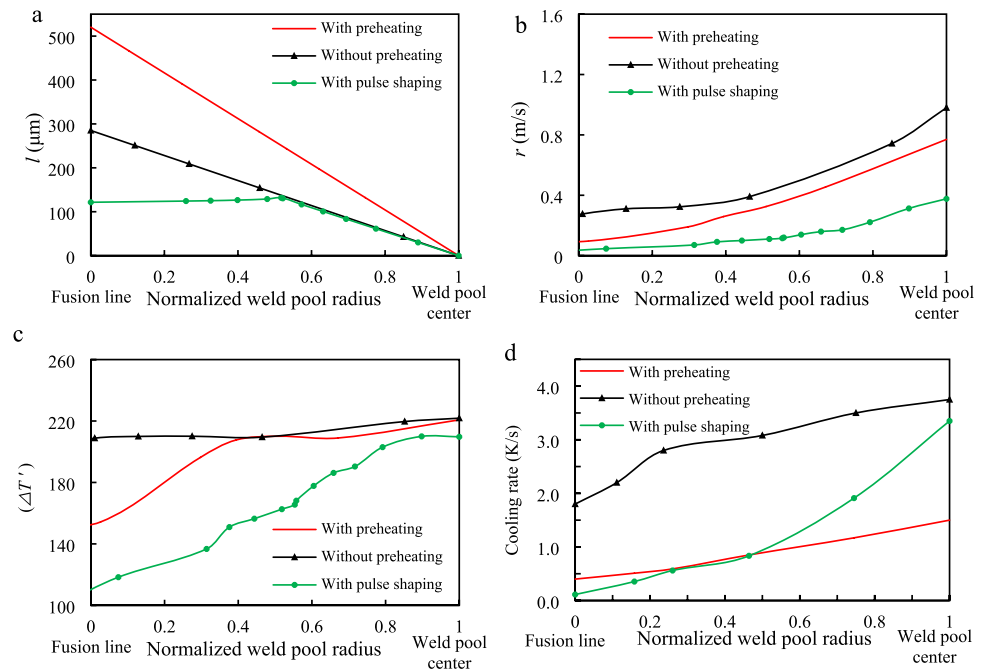 a
500
400
300
200
100
0
l (μm)
With preheating
Without preheating
With pulse shaping
0 0.2 0.4 0.6 0.8 1
Fusion line Normalized weld pool radius Weld pool center
b
1.6
1.2
0.8
0.4
0
r (m/s)
With preheating
Without preheating
With pulse shaping
0 0.2 0.4 0.6 0.8 1
Fusion line Normalized weld pool radius Weld pool center
c
260
220
180
140
100
(ΔT')
With preheating
Without preheating
With pulse shaping
0 0.2 0.4 0.6 0.8 1
Fusion line Normalized weld pool radius Weld pool center
d
4.0
3.0
2.0
1.0
0.0
Cooling rate (K/s)
With preheating
Without preheating
With pulse shaping
0 0.2 0.4 0.6 0.8 1
Fusion line Normalized weld pool radius Weld pool center